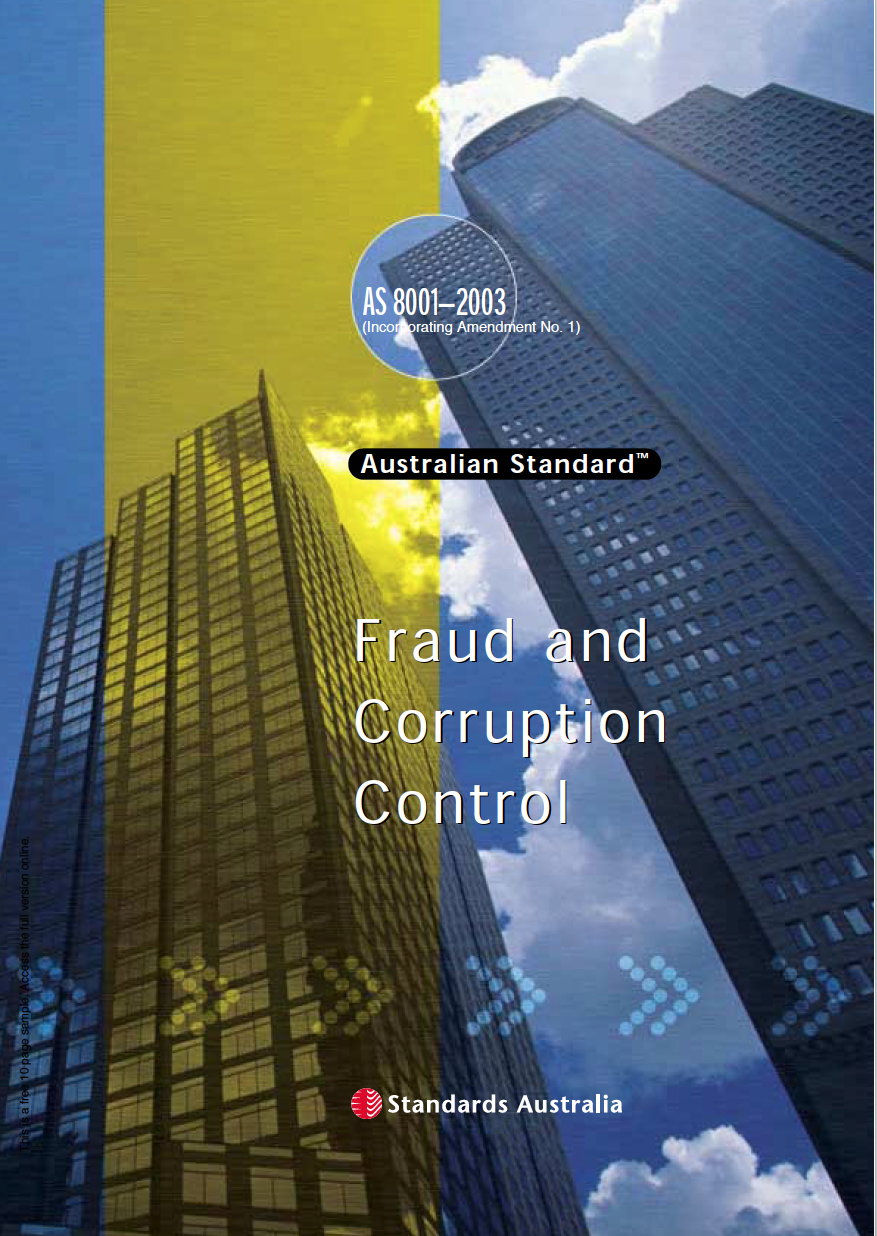 AS 8001—2003
(Incorporating Amendment No. 1)
Australian Standard™
Fraud and
Corruption
Control
Standards Australia
This is a free 10 page sample. Access the full version online.